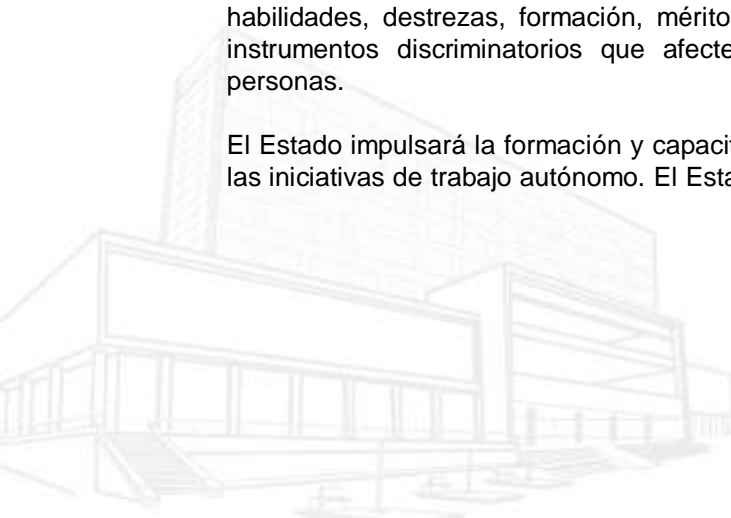 habilidades, destrezas, formación, mérito
instrumentos discriminatorios que afecte
personas.
El Estado impulsará la formación y capacit
las iniciativas de trabajo autónomo. El Esta